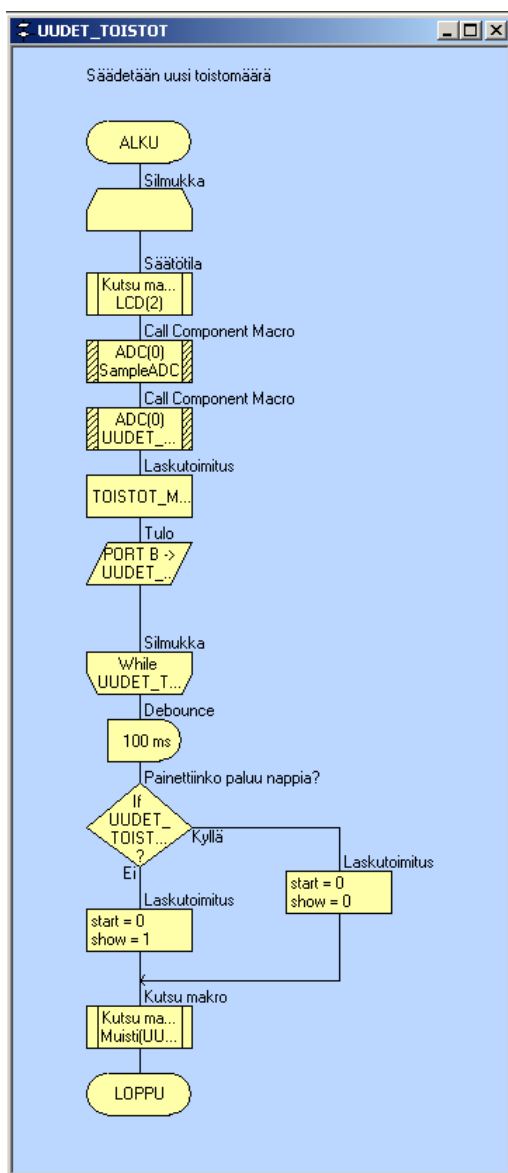 UUDET_TOISTOT
Säädetään uusi toistomäärä
ALKU
Silmukka
Säätötila
Kutsu ma...
LCD(2)
Call Component Macro
ADC(0)
SampleADC
Call Component Macro
ADC(0)
UUDET_...
Laskutoimitus
TOISTOT_M...
Tulo
PORT B ->
UUDET_...
Silmukka
While
UUDET_T...
Debounce
100 ms
Painettiinko paluu nappia?
If
UUDET_
TOIST...
?
Kyllä
Ei
Laskutoimitus
start = 0
show = 0
Laskutoimitus
start = 0
show = 1
Kutsu makro
Kutsu ma...
Muisti(UU...
LOPPU